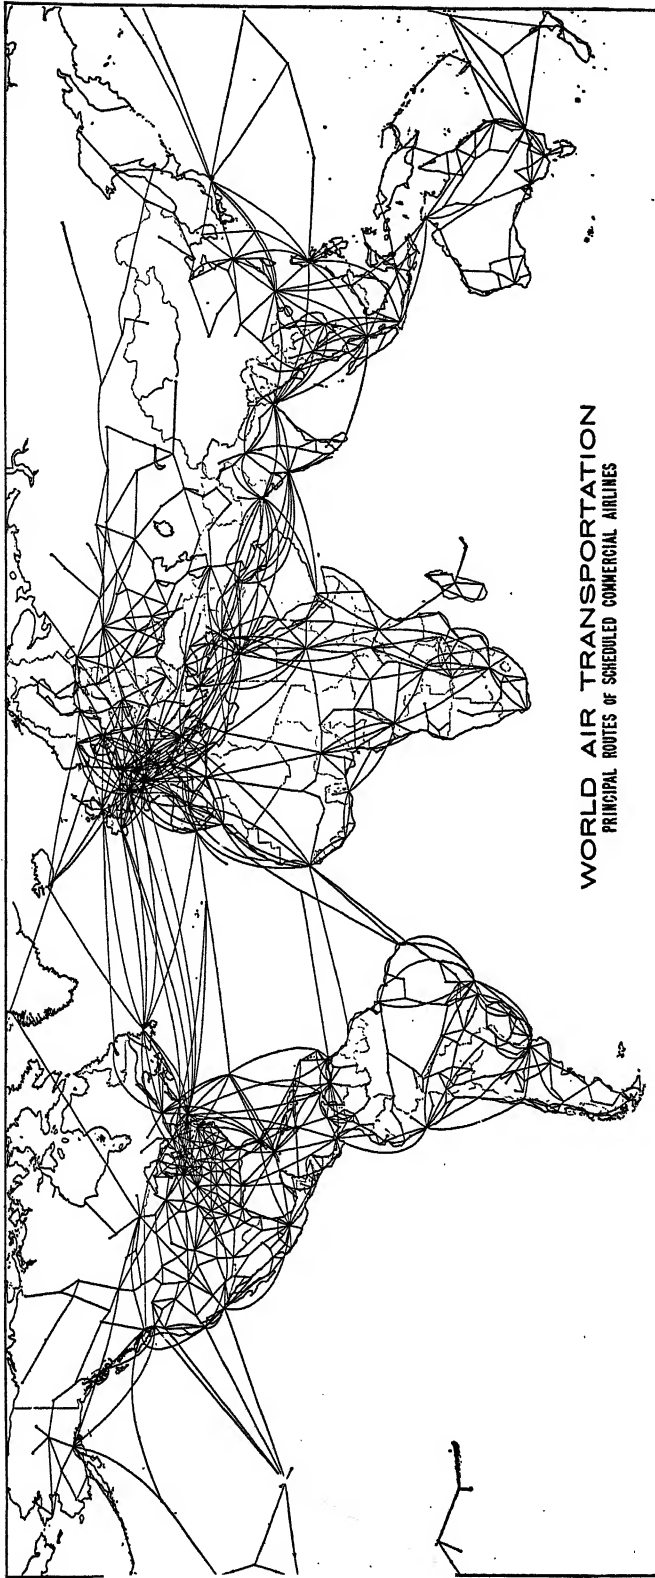 WORLD AIR TRANSPORTATION
PRINCIPAL ROUTES OF SCHEDULED COMMERCIAL AIRLINES